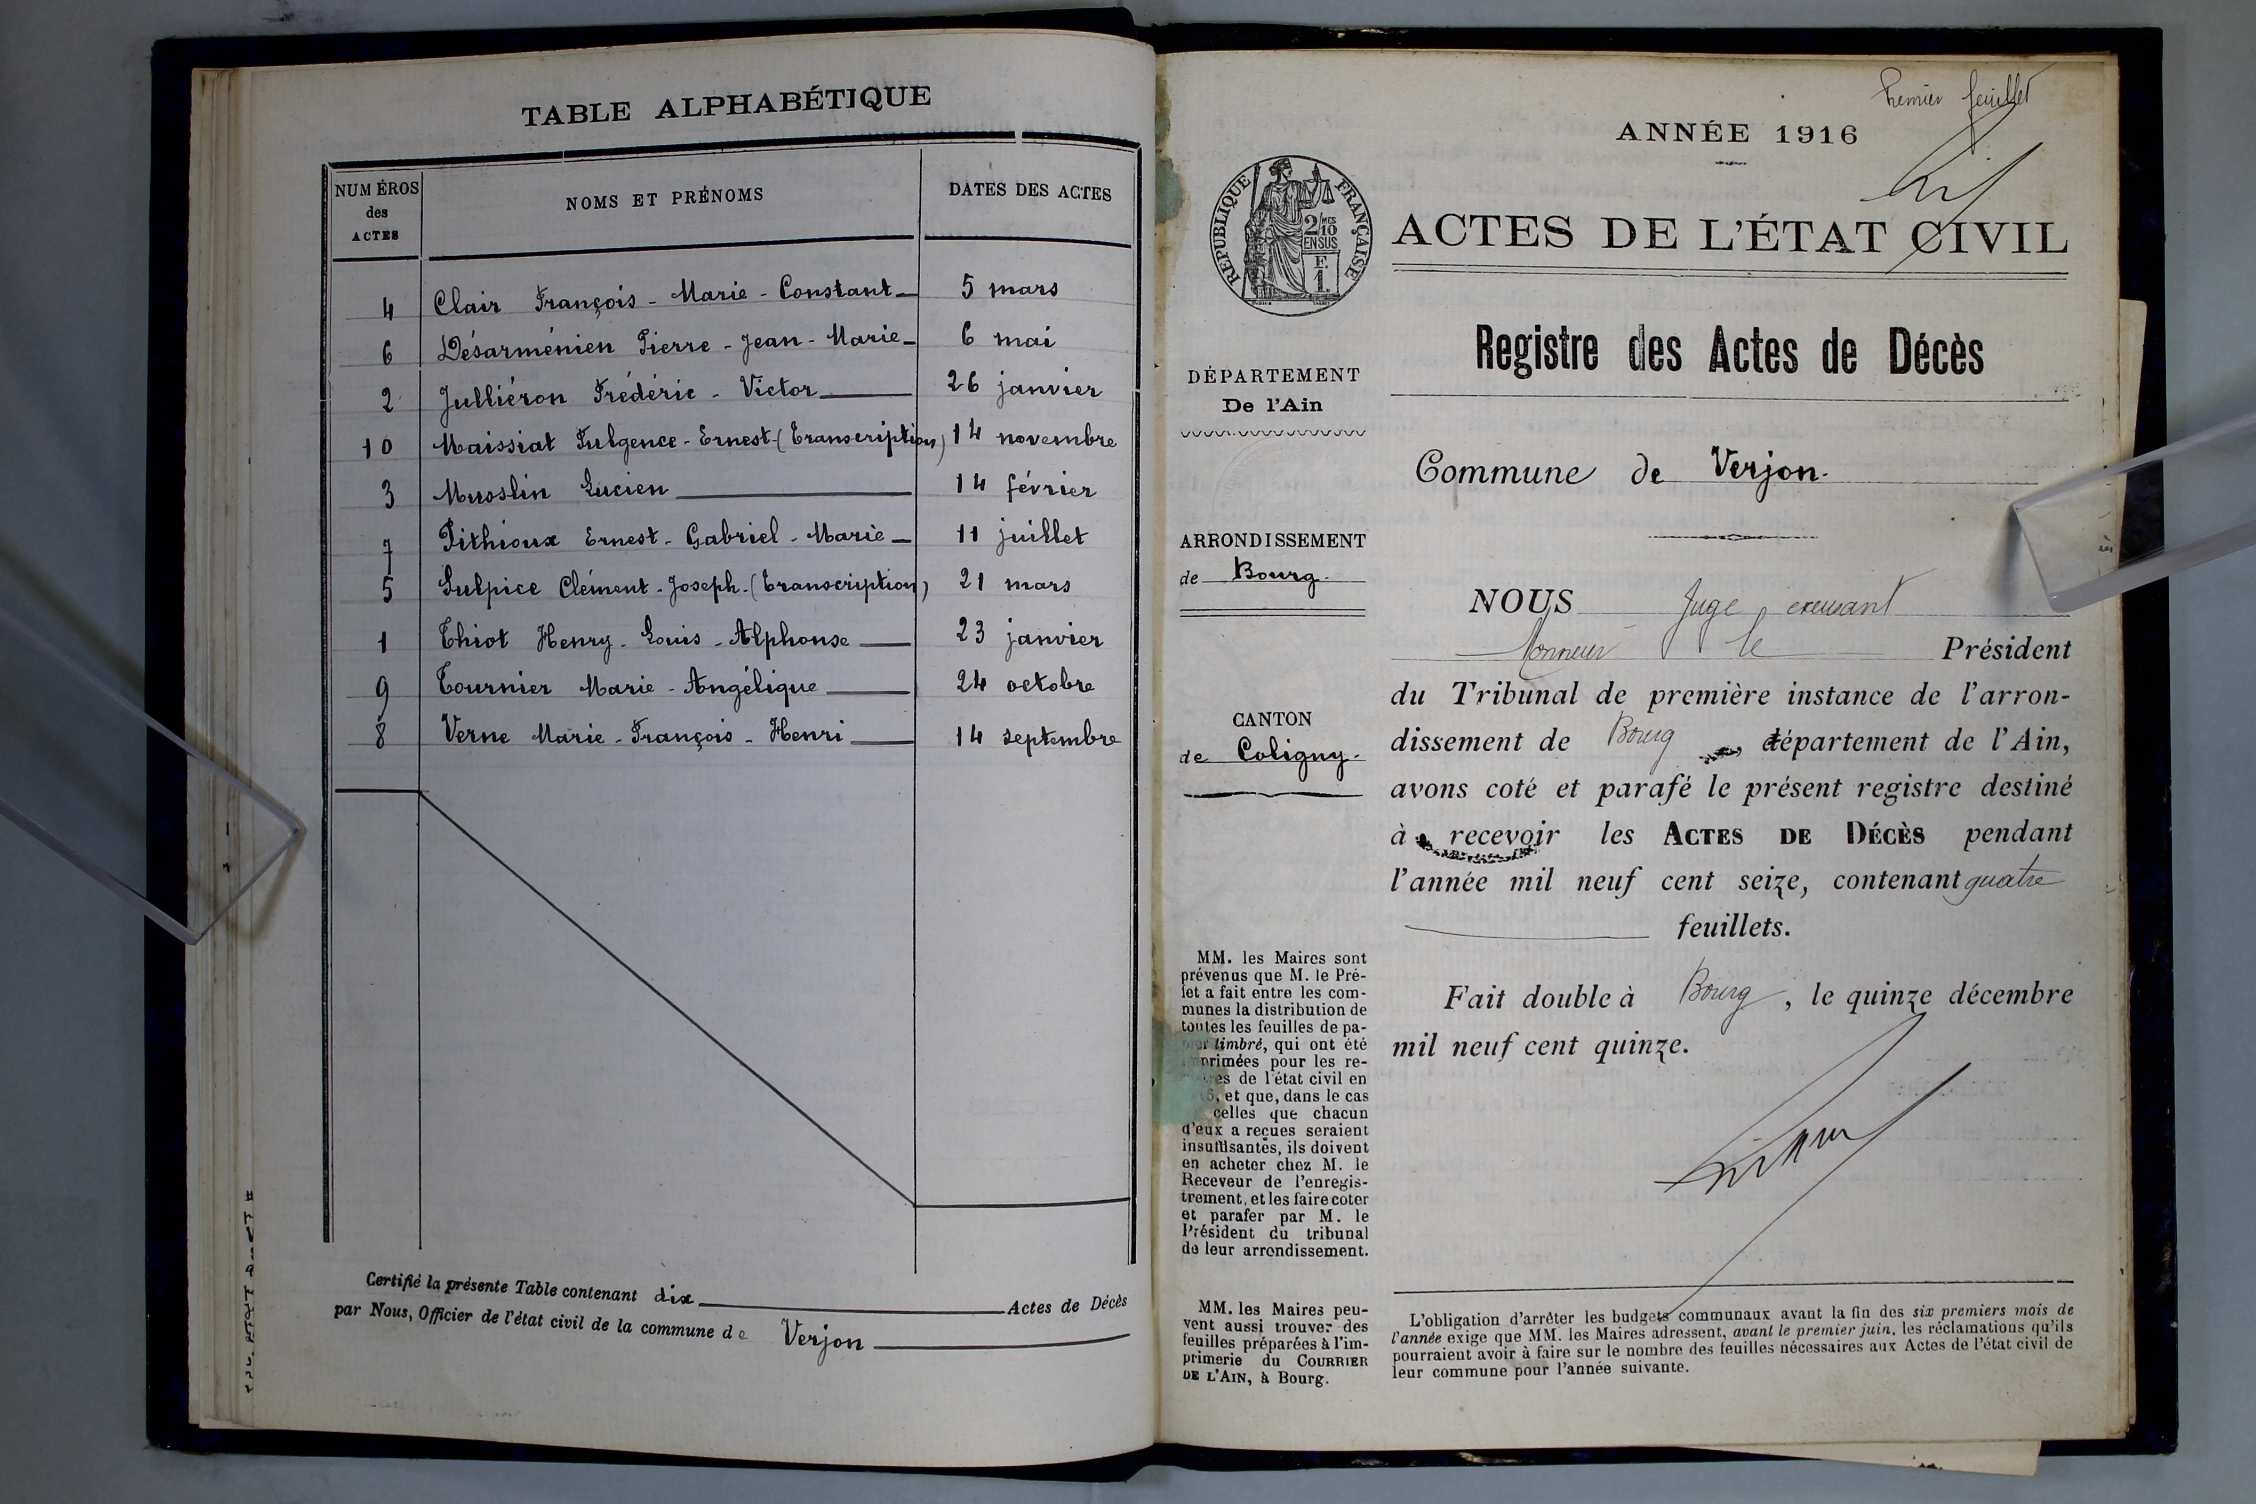 TABLE ALPHABÉTIQUE
NUMÉROS
des
ACTES
NOMS ET PRÉNOMS
DATES DES ACTES
4 Clair François - Marie - Constant 5 mars
6 Désarménien Pierre - Jean - Marie 6 mai
2 Julliéron Frédéric - Victor 26 janvier
10 Maissiat Fulgence - Ernest - (Transcription) 14 novembre
3 Muoslin Lucien 14 février
7 Pithioux Ernest - Gabriel - Marie 11 juillet
5 Sulpice Clément - Joseph - (Transcription) 21 mars
1 Thiot Henry - Louis - Alphonse 23 janvier
9 Tournier Marie - Angélique 24 octobre
8 Verne Marie - François - Henri 14 septembre
Certifié la présente Table contenant dix Actes de Décès
par Nous, Officier de l'état civil de la commune de Verjon
Premier feuillet
ANNÉE 1916
RÉPUBLIQUE FRANÇAISE
2/10MES
EN SUS
F.
1.
ACTES DE L'ÉTAT CIVIL
Registre des Actes de Décès
DÉPARTEMENT
De l'Ain
Commune de Verjon.
ARRONDISSEMENT
de Bourg.
CANTON
de Coligny.
NOUS Juge excusant
Monsieur le Président
du Tribunal de première instance de l'arron-
dissement de Bourg département de l'Ain,
avons coté et parafé le présent registre destiné
à recevoir les ACTES DE DÉCÈS pendant
l'année mil neuf cent seize, contenant quatre
feuillets.
Fait double à Bourg, le quinze décembre
mil neuf cent quinze.
MM. les Maires sont
prévenus que M. le Pré-
fet a fait entre les com-
munes la distribution de
toutes les feuilles de pa-
timbré, qui ont été
primées pour les re-
es de l'état civil en
6, et que, dans le cas
celles que chacun
d'eux a reçues seraient
insuffisantes, ils doivent
en acheter chez M. le
Receveur de l'enregis-
trement, et les faire coter
et parafer par M. le
Président du tribunal
de leur arrondissement.
MM. les Maires peu-
vent aussi trouver des
feuilles préparées à l'im-
primerie du COURRIER
DE L'AIN, à Bourg.
L'obligation d'arrêter les budgets communaux avant la fin des six premiers mois de
l'année exige que MM. les Maires adressent, avant le premier juin, les réclamations qu'ils
pourraient avoir à faire sur le nombre des feuilles nécessaires aux Actes de l'état civil de
leur commune pour l'année suivante.